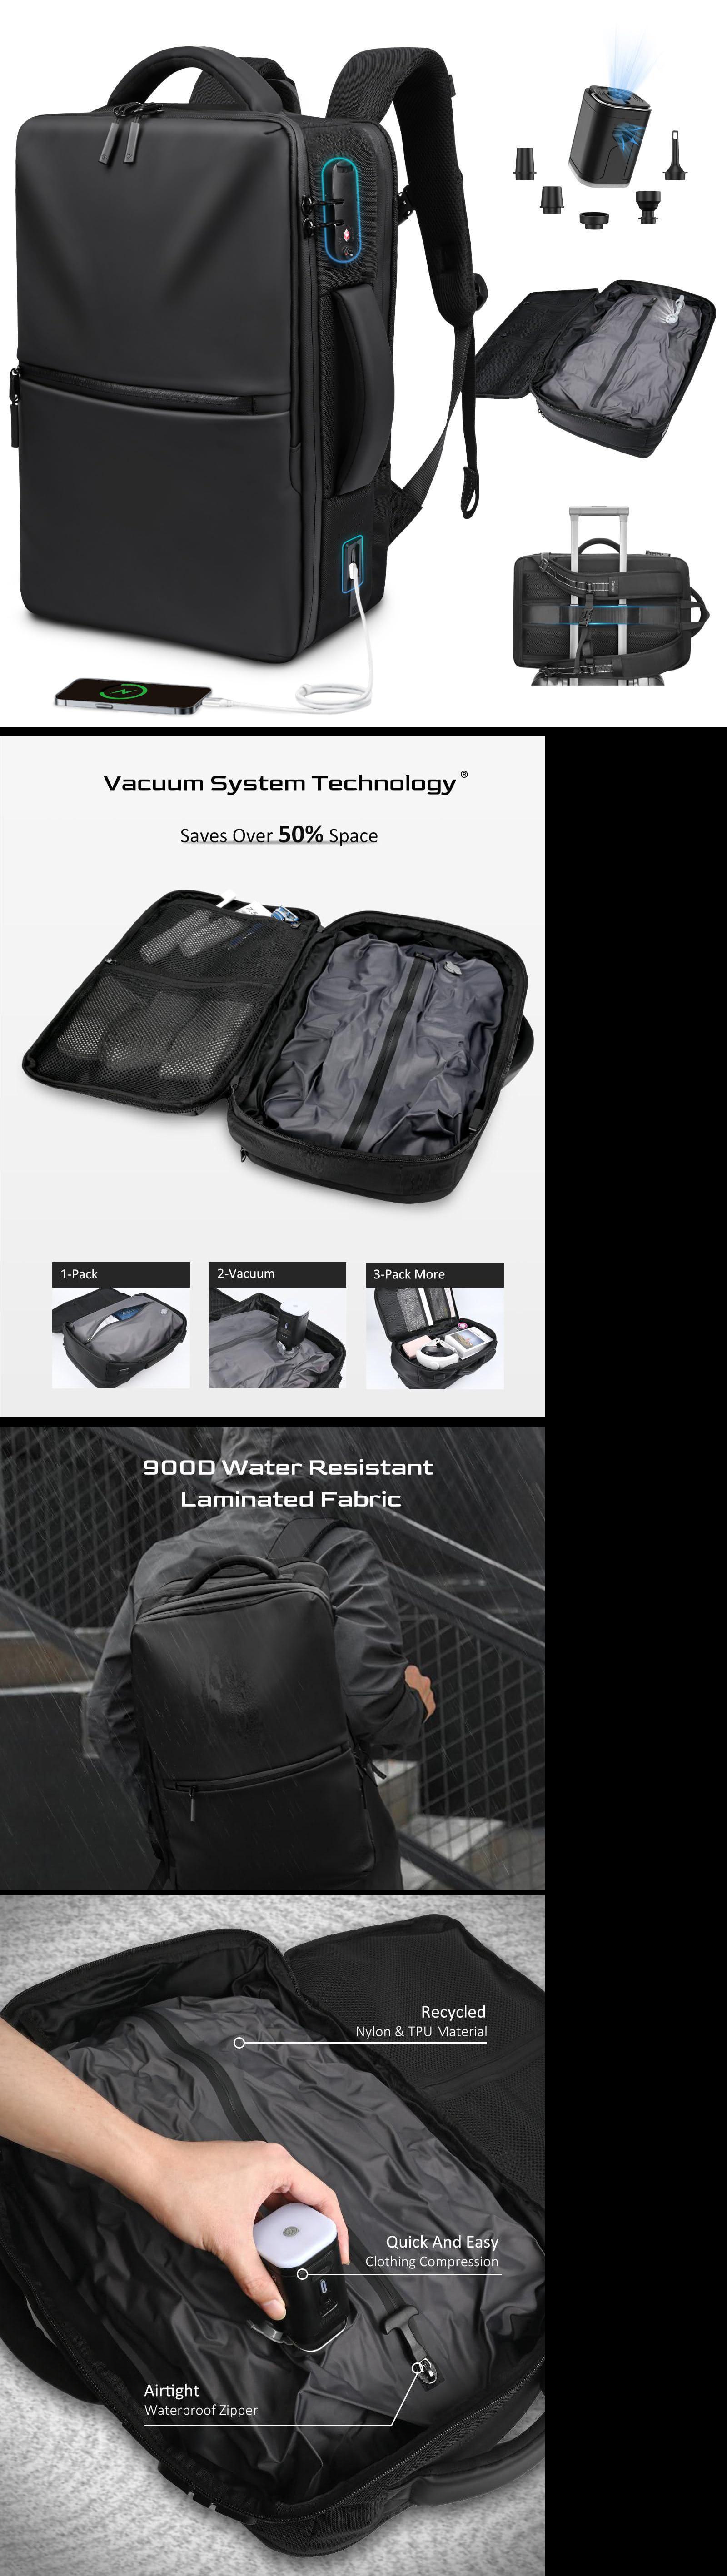 Vacuum System Technology®
Saves Over 50% Space
1-Pack
2-Vacuum
3-Pack More
900D Water Resistant
Laminated Fabric
Recycled
Nylon & TPU Material
Quick And Easy
Clothing Compression
Airtight
Waterproof Zipper